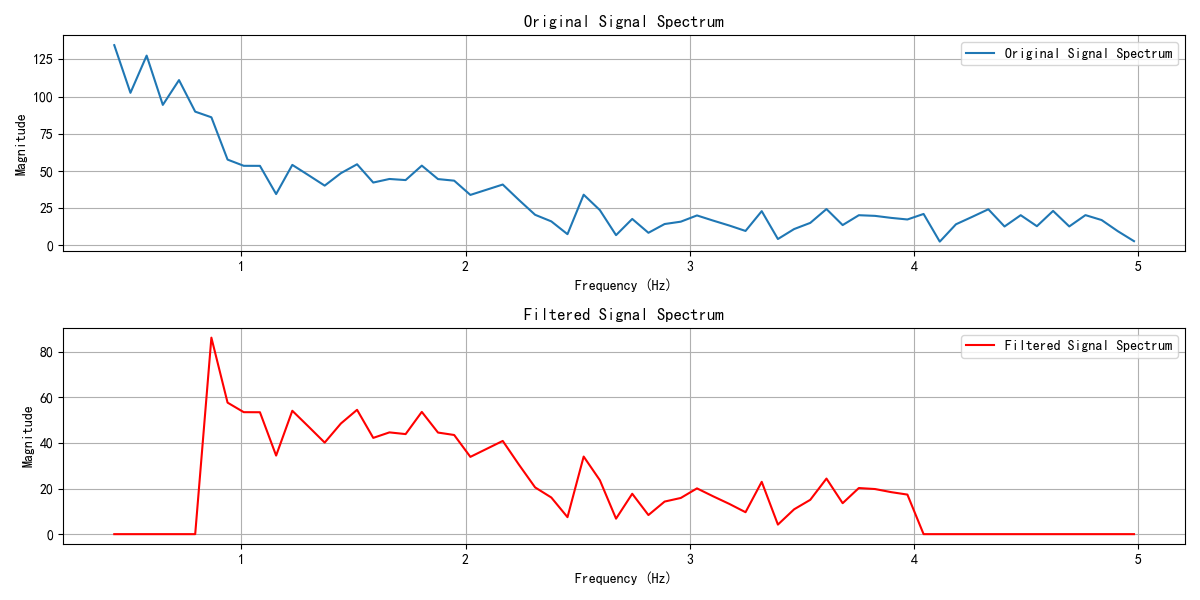 Original Signal Spectrum
Original Signal Spectrum
125
100
75
50
25
0
Magnitude
1 2 3 4 5
Frequency (Hz)
Filtered Signal Spectrum
Filtered Signal Spectrum
80
60
40
20
0
Magnitude
1 2 3 4 5
Frequency (Hz)